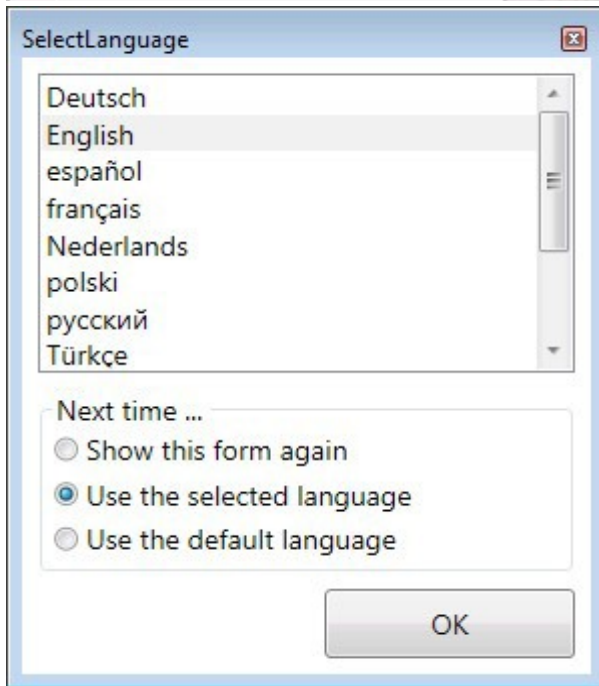 SelectLanguage
Deutsch
English
español
français
Nederlands
polski
русский
Türkçe
Next time ...
Show this form again
Use the selected language
Use the default language
OK